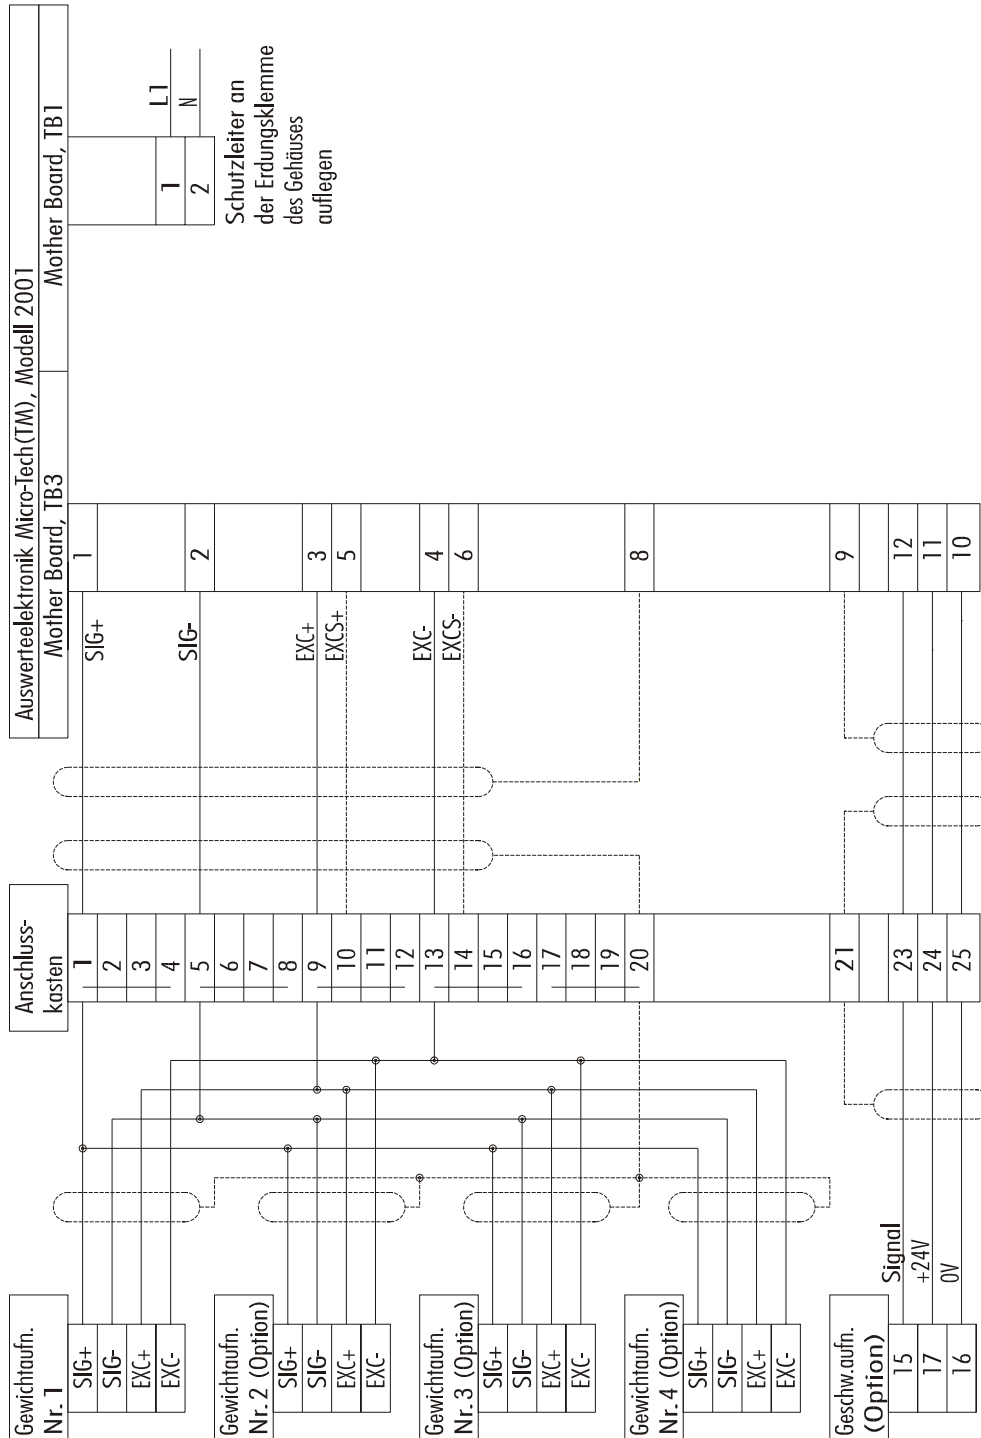 Auswerteelektronik Micro-Tech(TM), Modell 2001
Mother Board, TB3
Mother Board, TB1
L1
N
1
2
Schutzleiter an
der Erdungsklemme
des Gehäuses
auflegen
1
2
3
5
4
6
8
9
12
11
10
SIG+
SIG-
EXC+
EXCS+
EXC-
EXCS-
Anschluss-
kasten
1
2
3
4
5
6
7
8
9
10
11
12
13
14
15
16
17
18
19
20
21
23
24
25
Gewichtaufn.
Nr. 1
SIG+
SIG-
EXC+
EXC-
Gewichtaufn.
Nr. 2 (Option)
SIG+
SIG-
EXC+
EXC-
Gewichtaufn.
Nr. 3 (Option)
SIG+
SIG-
EXC+
EXC-
Gewichtaufn.
Nr. 4 (Option)
SIG+
SIG-
EXC+
EXC-
Geschw.aufn.
(Option)
15
17
16
Signal
+24V
0V